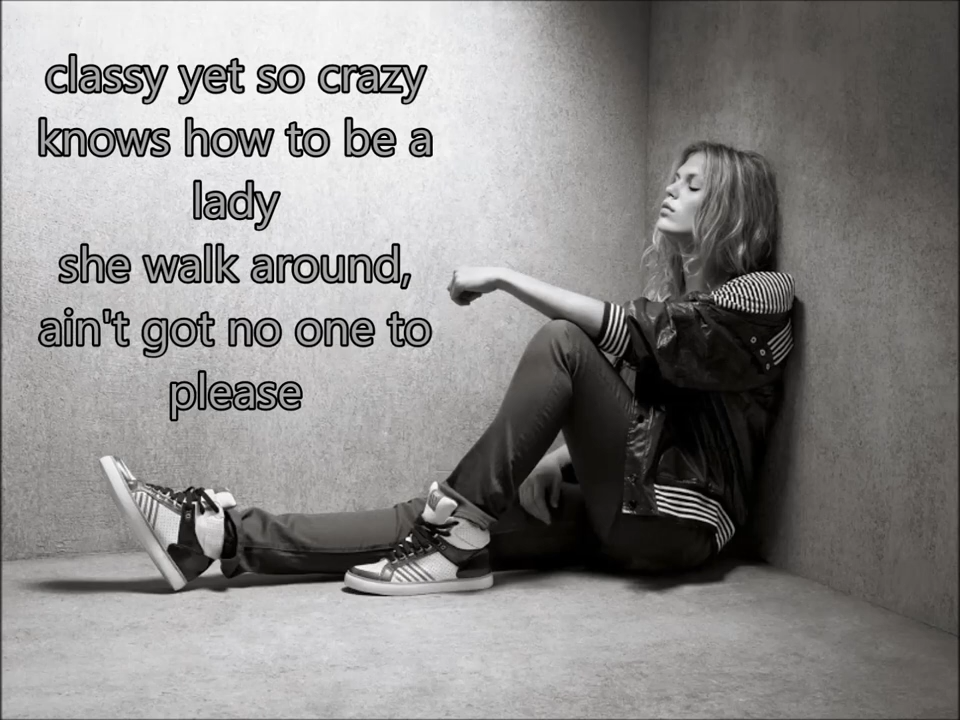 classy yet so crazy
knows how to be a
lady
she walk around,
ain't got no one to
please